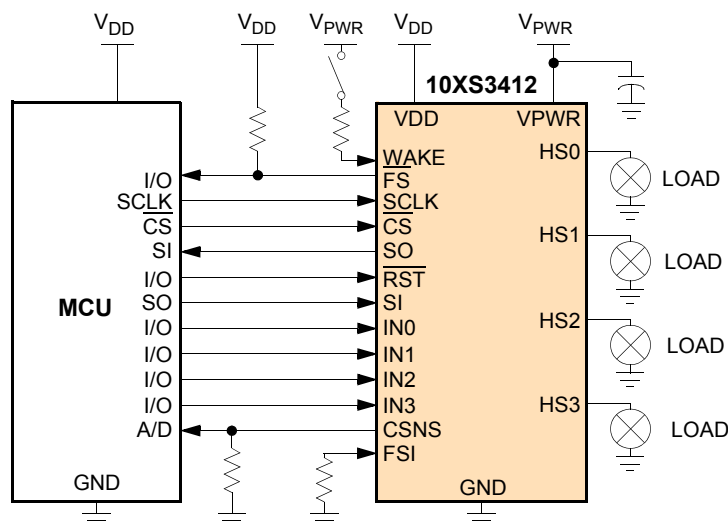 VDD
VDD
VPWR
VDD
VPWR
10XS3412
VDD
VPWR
MCU
I/O
SCLK
CS
SI
I/O
SO
I/O
I/O
I/O
I/O
A/D
GND
WAKE
FS
SCLK
CS
SO
RST
SI
IN0
IN1
IN2
IN3
CSNS
FSI
GND
HS0
LOAD
HS1
LOAD
HS2
LOAD
HS3
LOAD